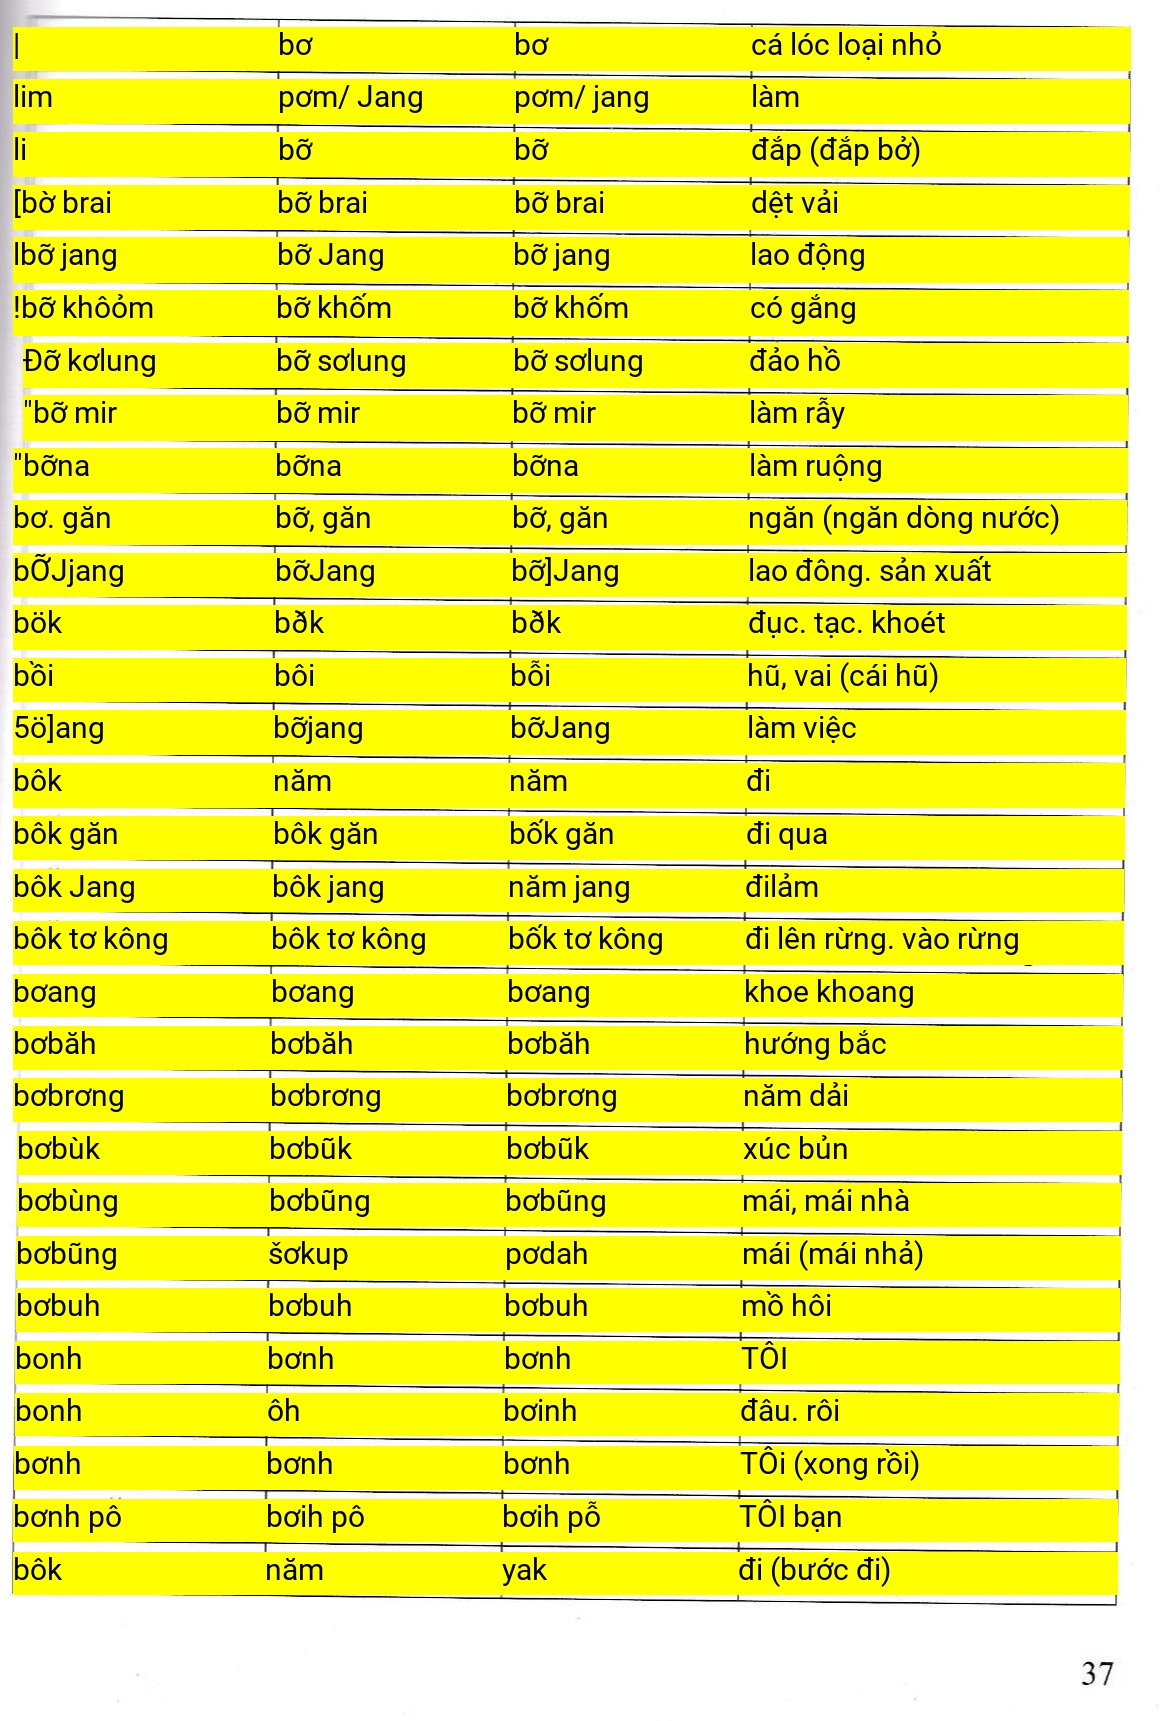 | bơ bơ cá lóc loại nhỏ
lim pơm/ Jang pơm/ jang làm
li bỡ bỡ đắp (đắp bở)
[bờ brai bỡ brai bỡ brai dệt vải
lbỡ jang bỡ Jang bỡ jang lao động
!bỡ khôỏm bỡ khốm bỡ khốm có gắng
Đỡ kơlung bỡ sơlung bỡ sơlung đảo hồ
"bỡ mir bỡ mir bỡ mir làm rẫy
"bỡna bỡna bỡna làm ruộng
bơ. găn bỡ, găn bỡ, găn ngăn (ngăn dòng nước)
bỠJjang bỡJang bỡ]Jang lao đông. sản xuất
bök bðk bðk đục. tạc. khoét
bồi bôi bỗi hũ, vai (cái hũ)
5ö]ang bỡjang bỡJang làm việc
bôk năm năm đi
bôk găn bôk găn bốk găn đi qua
bôk Jang bôk jang năm jang đilảm
bôk tơ kông bôk tơ kông bốk tơ kông đi lên rừng. vào rừng
bơang bơang bơang khoe khoang
bơbăh bơbăh bơbăh hướng bắc
bơbrơng bơbrơng bơbrơng năm dải
bơbùk bơbũk bơbũk xúc bủn
bơbùng bơbũng bơbũng mái, mái nhà
bơbũng šơkup pơdah mái (mái nhả)
bơbuh bơbuh bơbuh mồ hôi
bonh bơnh bơnh TÔI
bonh ôh bơinh đâu. rôi
bơnh bơnh bơnh TÔi (xong rồi)
bơnh pô bơih pô bơih pỗ TÔI bạn
bôk năm yak đi (bước đi)
37